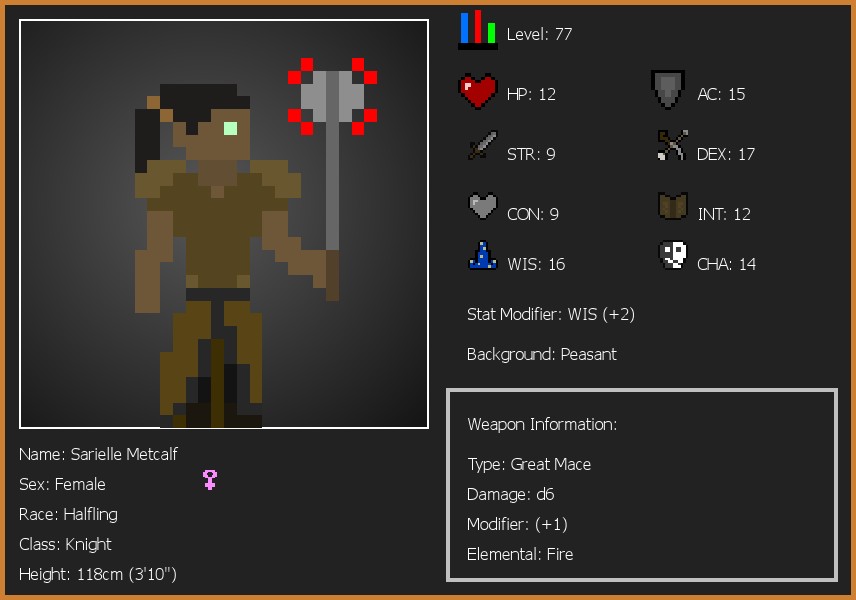 Level: 77
HP: 12
AC: 15
STR: 9
DEX: 17
CON: 9
INT: 12
WIS: 16
CHA: 14
Stat Modifier: WIS (+2)
Background: Peasant
Weapon Information:
Type: Great Mace
Damage: d6
Modifier: (+1)
Elemental: Fire
Name: Sarielle Metcalf
Sex: Female
Race: Halfling
Class: Knight
Height: 118cm (3'10")